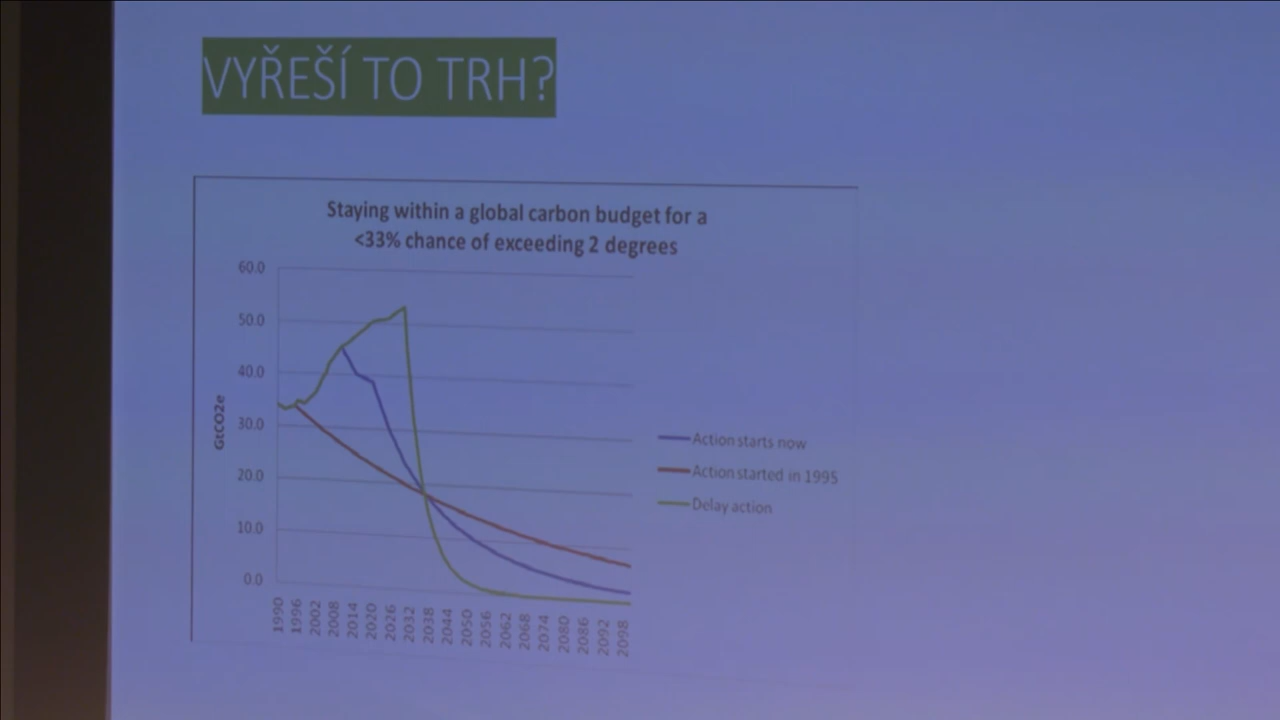 VYŘEŠÍ TO TRH?
Staying within a global carbon budget for a
<33% chance of exceeding 2 degrees
60.0
50.0
40.0
30.0
20.0
10.0
0.0
GtCO2e
1990 1996 2002 2008 2014 2020 2026 2032 2038 2044 2050 2056 2062 2068 2074 2080 2086 2092 2098
Action starts now
Action started in 1995
Delay action